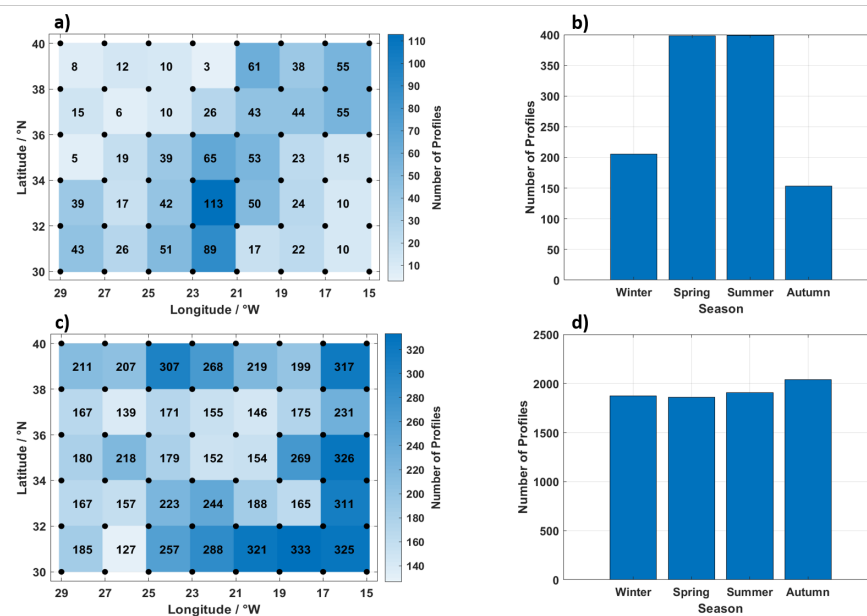 a)
40
38
36
34
32
30
Latitude / °N
8 12 10 3 61 38 55
15 6 10 26 43 44 55
5 19 39 65 53 23 15
39 17 42 113 50 24 10
43 26 51 89 17 22 10
29 27 25 23 21 19 17 15
Longitude / °W
110
100
90
80
70
60
50
40
30
20
10
Number of Profiles
b)
400
350
300
250
200
150
100
50
0
Number of Profiles
Winter Spring Summer Autumn
Season
c)
40
38
36
34
32
30
Latitude / °N
211 207 307 268 219 199 317
167 139 171 155 146 175 231
180 218 179 152 154 269 326
167 157 223 244 188 165 311
185 127 257 288 321 333 325
29 27 25 23 21 19 17 15
Longitude / °W
320
300
280
260
240
220
200
180
160
140
Number of Profiles
d)
2500
2000
1500
1000
500
0
Number of Profiles
Winter Spring Summer Autumn
Season